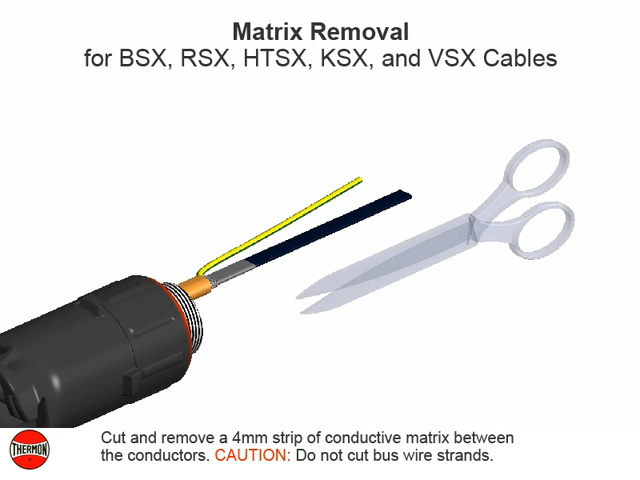 Matrix Removal
for BSX, RSX, HTSX, KSX, and VSX Cables
Cut and remove a 4mm strip of conductive matrix between
the conductors. CAUTION: Do not cut bus wire strands.
THERMON